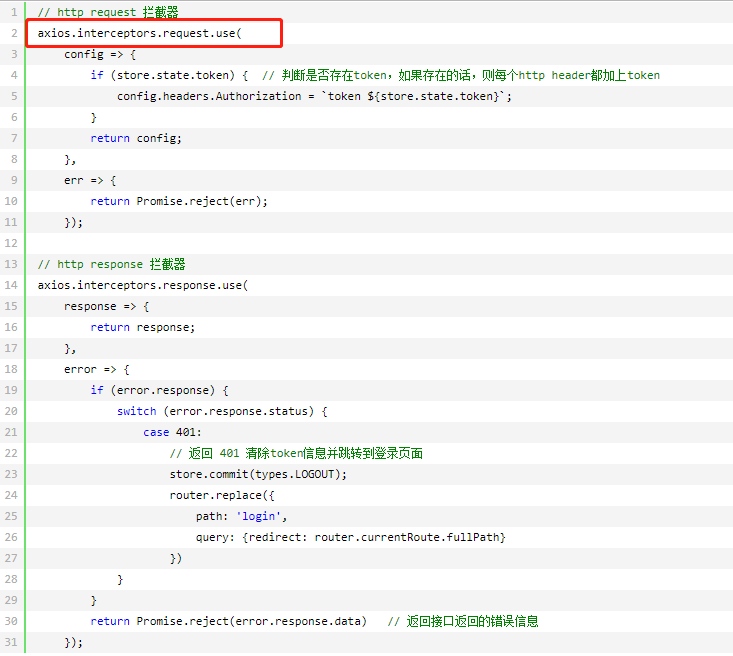 1 // http request 拦截器
2 axios.interceptors.request.use(
3     config => {
4         if (store.state.token) {  // 判断是否存在token，如果存在的话，则每个http header都加上token
5             config.headers.Authorization = `token ${store.state.token}`;
6         }
7         return config;
8     },
9     err => {
10         return Promise.reject(err);
11     });
12
13 // http response 拦截器
14 axios.interceptors.response.use(
15     response => {
16         return response;
17     },
18     error => {
19         if (error.response) {
20             switch (error.response.status) {
21                 case 401:
22                     // 返回 401 清除token信息并跳转到登录页面
23                     store.commit(types.LOGOUT);
24                     router.replace({
25                         path: 'login',
26                         query: {redirect: router.currentRoute.fullPath}
27                     })
28             }
29         }
30         return Promise.reject(error.response.data)   // 返回接口返回的错误信息
31     });